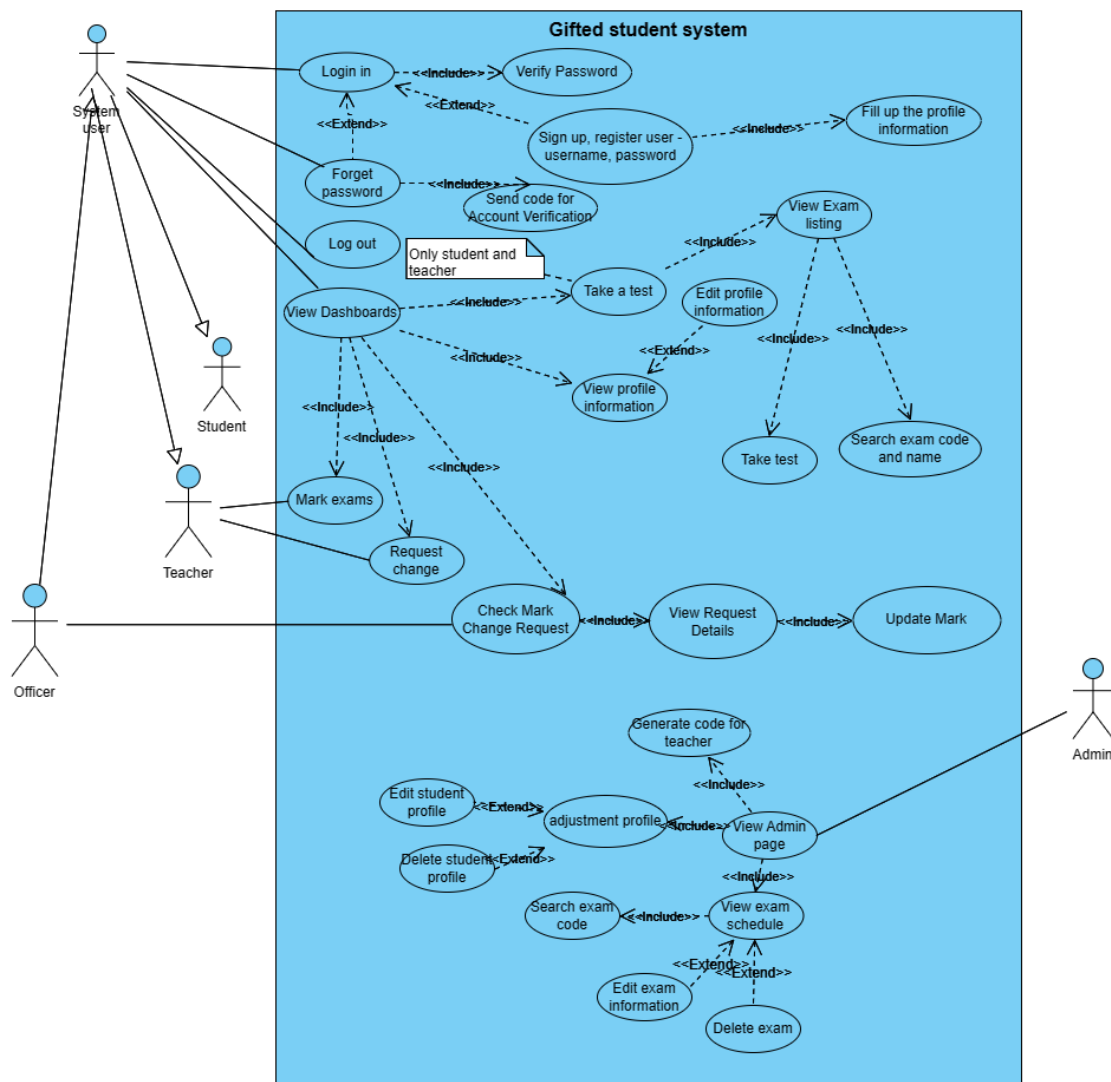 Gifted student system
Login in
<<Include>>
Verify Password
<<Extend>>
<<Extend>>
Sign up, register user -
username, password
<<Include>>
Fill up the profile
information
System
user
Forget
password
<<Include>>
Send code for
Account Verification
View Exam
listing
Log out
Only student and
teacher
<<Include>>
Take a test
Edit profile
information
View Dashboards
<<Include>>
<<Include>>
<<Include>>
<<Include>>
<<Extend>>
View profile
information
Student
<<Include>>
<<Include>>
<<Include>>
Take test
Search exam code
and name
Mark exams
Teacher
Request
change
Officer
Check Mark
Change Request
<<Include>>
View Request
Details
<<Include>>
Update Mark
Admin
Generate code for
teacher
<<Include>>
Edit student
profile
<<Extend>>
adjustment profile
<<Include>>
View Admin
page
Delete student
profile
<<Extend>>
<<Include>>
Search exam
code
<<Include>>
View exam
schedule
<<Extend>>
<<Extend>>
Edit exam
information
Delete exam